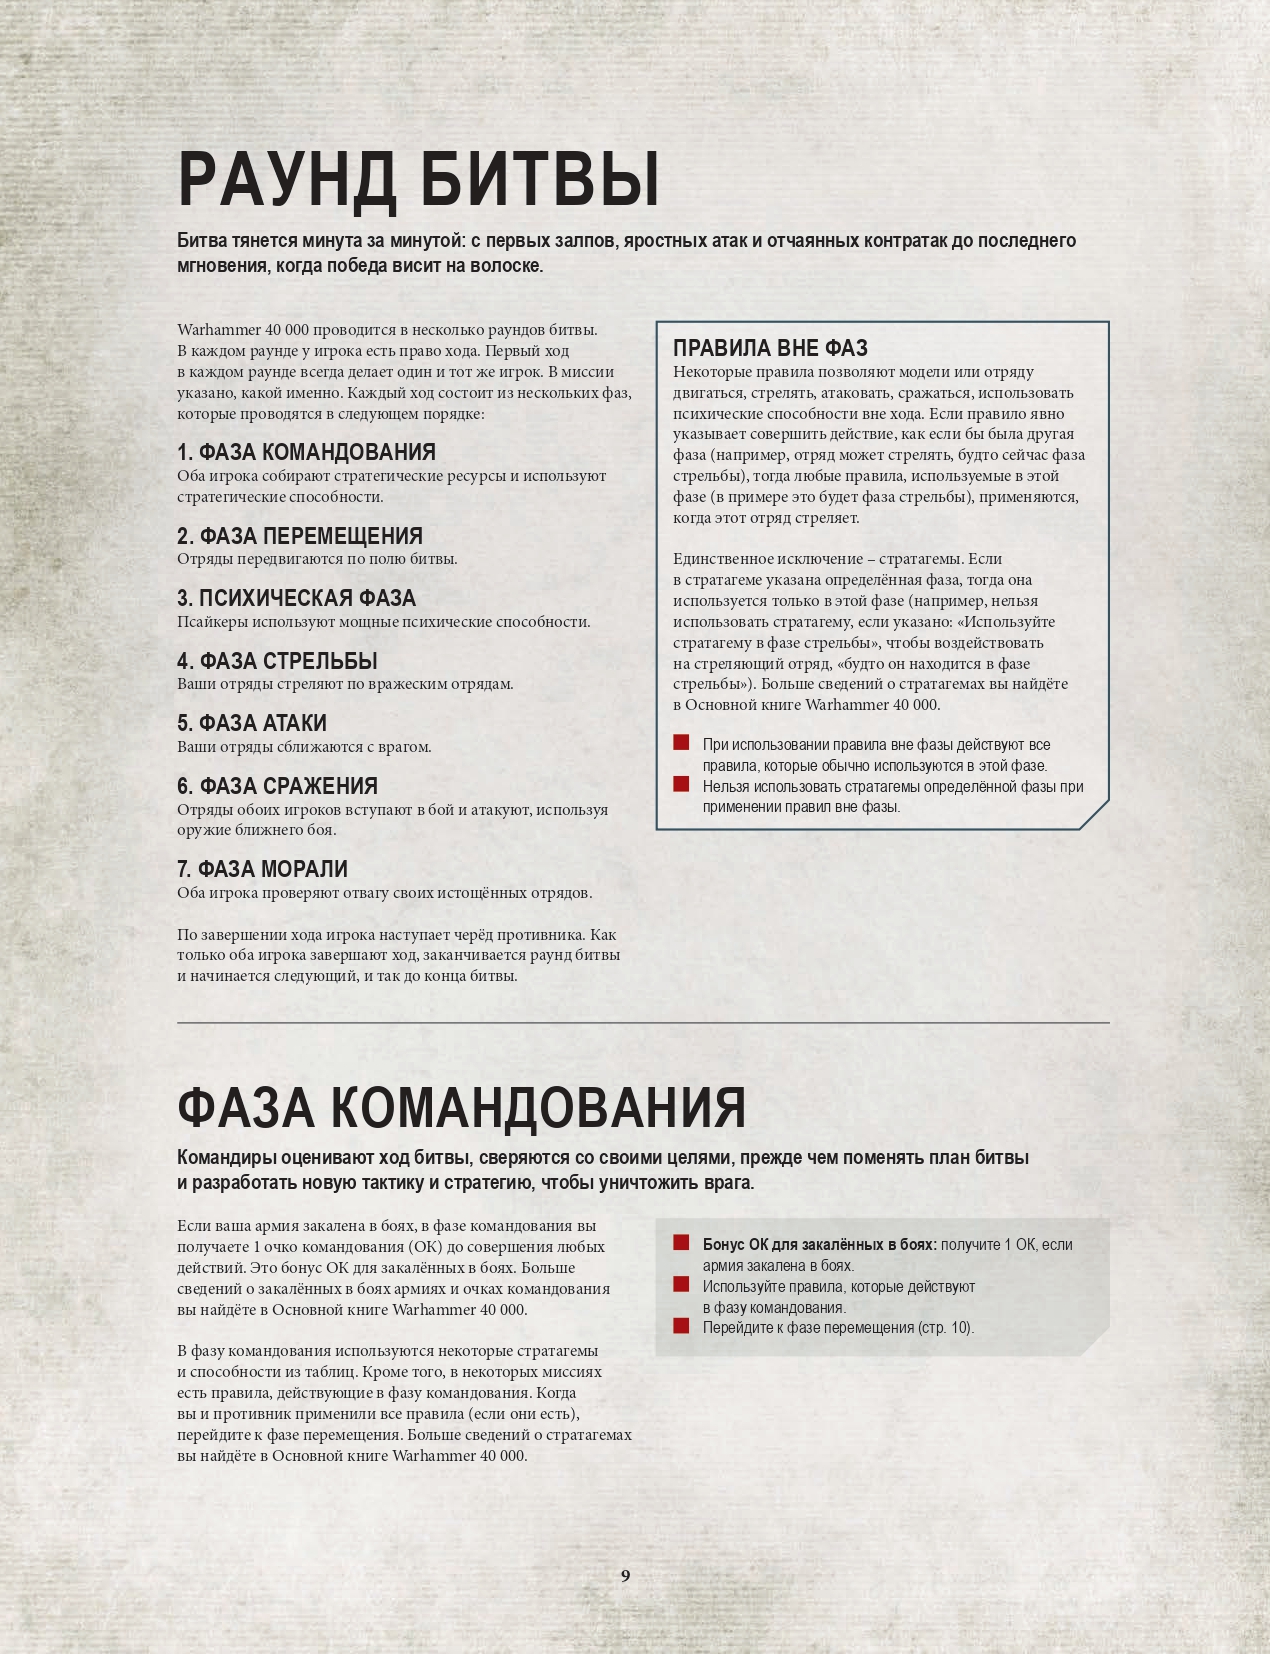 РАУНД БИТВЫ
Битва тянется минута за минутой: с первых залпов, яростных атак и отчаянных контратак до последнего
мгновения, когда победа висит на волоске.
Warhammer 40 000 проводится в несколько раундов битвы.
В каждом раунде у игрока есть право хода. Первый ход
в каждом раунде всегда делает один и тот же игрок. В миссии
указано, какой именно. Каждый ход состоит из нескольких фаз,
которые проводятся в следующем порядке:
1. ФАЗА КОМАНДОВАНИЯ
Оба игрока собирают стратегические ресурсы и используют
стратегические способности.
2. ФАЗА ПЕРЕМЕЩЕНИЯ
Отряды передвигаются по полю битвы.
3. ПСИХИЧЕСКАЯ ФАЗА
Псайкеры используют мощные психические способности.
4. ФАЗА СТРЕЛЬБЫ
Ваши отряды стреляют по вражеским отрядам.
5. ФАЗА АТАКИ
Ваши отряды сближаются с врагом.
6. ФАЗА СРАЖЕНИЯ
Отряды обоих игроков вступают в бой и атакуют, используя
оружие ближнего боя.
7. ФАЗА МОРАЛИ
Оба игрока проверяют отвагу своих истощённых отрядов.
По завершении хода игрока наступает черёд противника. Как
только оба игрока завершают ход, заканчивается раунд битвы
и начинается следующий, и так до конца битвы.
ПРАВИЛА ВНЕ ФАЗ
Некоторые правила позволяют модели или отряду
двигаться, стрелять, атаковать, сражаться, использовать
психические способности вне хода. Если правило явно
указывает совершить действие, как если бы была другая
фаза (например, отряд может стрелять, будто сейчас фаза
стрельбы), тогда любые правила, используемые в этой
фазе (в примере это будет фаза стрельбы), применяются,
когда этот отряд стреляет.
Единственное исключение – стратагемы. Если
в стратагеме указана определённая фаза, тогда она
используется только в этой фазе (например, нельзя
использовать стратагему, если указано: «Используйте
стратагему в фазе стрельбы», чтобы воздействовать
на стреляющий отряд, «будто он находится в фазе
стрельбы»). Больше сведений о стратагемах вы найдёте
в Основной книге Warhammer 40 000.
При использовании правила вне фазы действуют все
правила, которые обычно используются в этой фазе.
Нельзя использовать стратагемы определённой фазы при
применении правил вне фазы.
ФАЗА КОМАНДОВАНИЯ
Командиры оценивают ход битвы, сверяются со своими целями, прежде чем поменять план битвы
и разработать новую тактику и стратегию, чтобы уничтожить врага.
Если ваша армия закалена в боях, в фазе командования вы
получаете 1 очко командования (ОК) до совершения любых
действий. Это бонус ОК для закалённых в боях. Больше
сведений о закалённых в боях армиях и очках командования
вы найдёте в Основной книге Warhammer 40 000.
В фазу командования используются некоторые стратагемы
и способности из таблиц. Кроме того, в некоторых миссиях
есть правила, действующие в фазу командования. Когда
вы и противник применили все правила (если они есть),
перейдите к фазе перемещения. Больше сведений о стратагемах
вы найдёте в Основной книге Warhammer 40 000.
Бонус ОК для закалённых в боях: получите 1 ОК, если
армия закалена в боях.
Используйте правила, которые действуют
в фазу командования.
Перейдите к фазе перемещения (стр. 10).
9